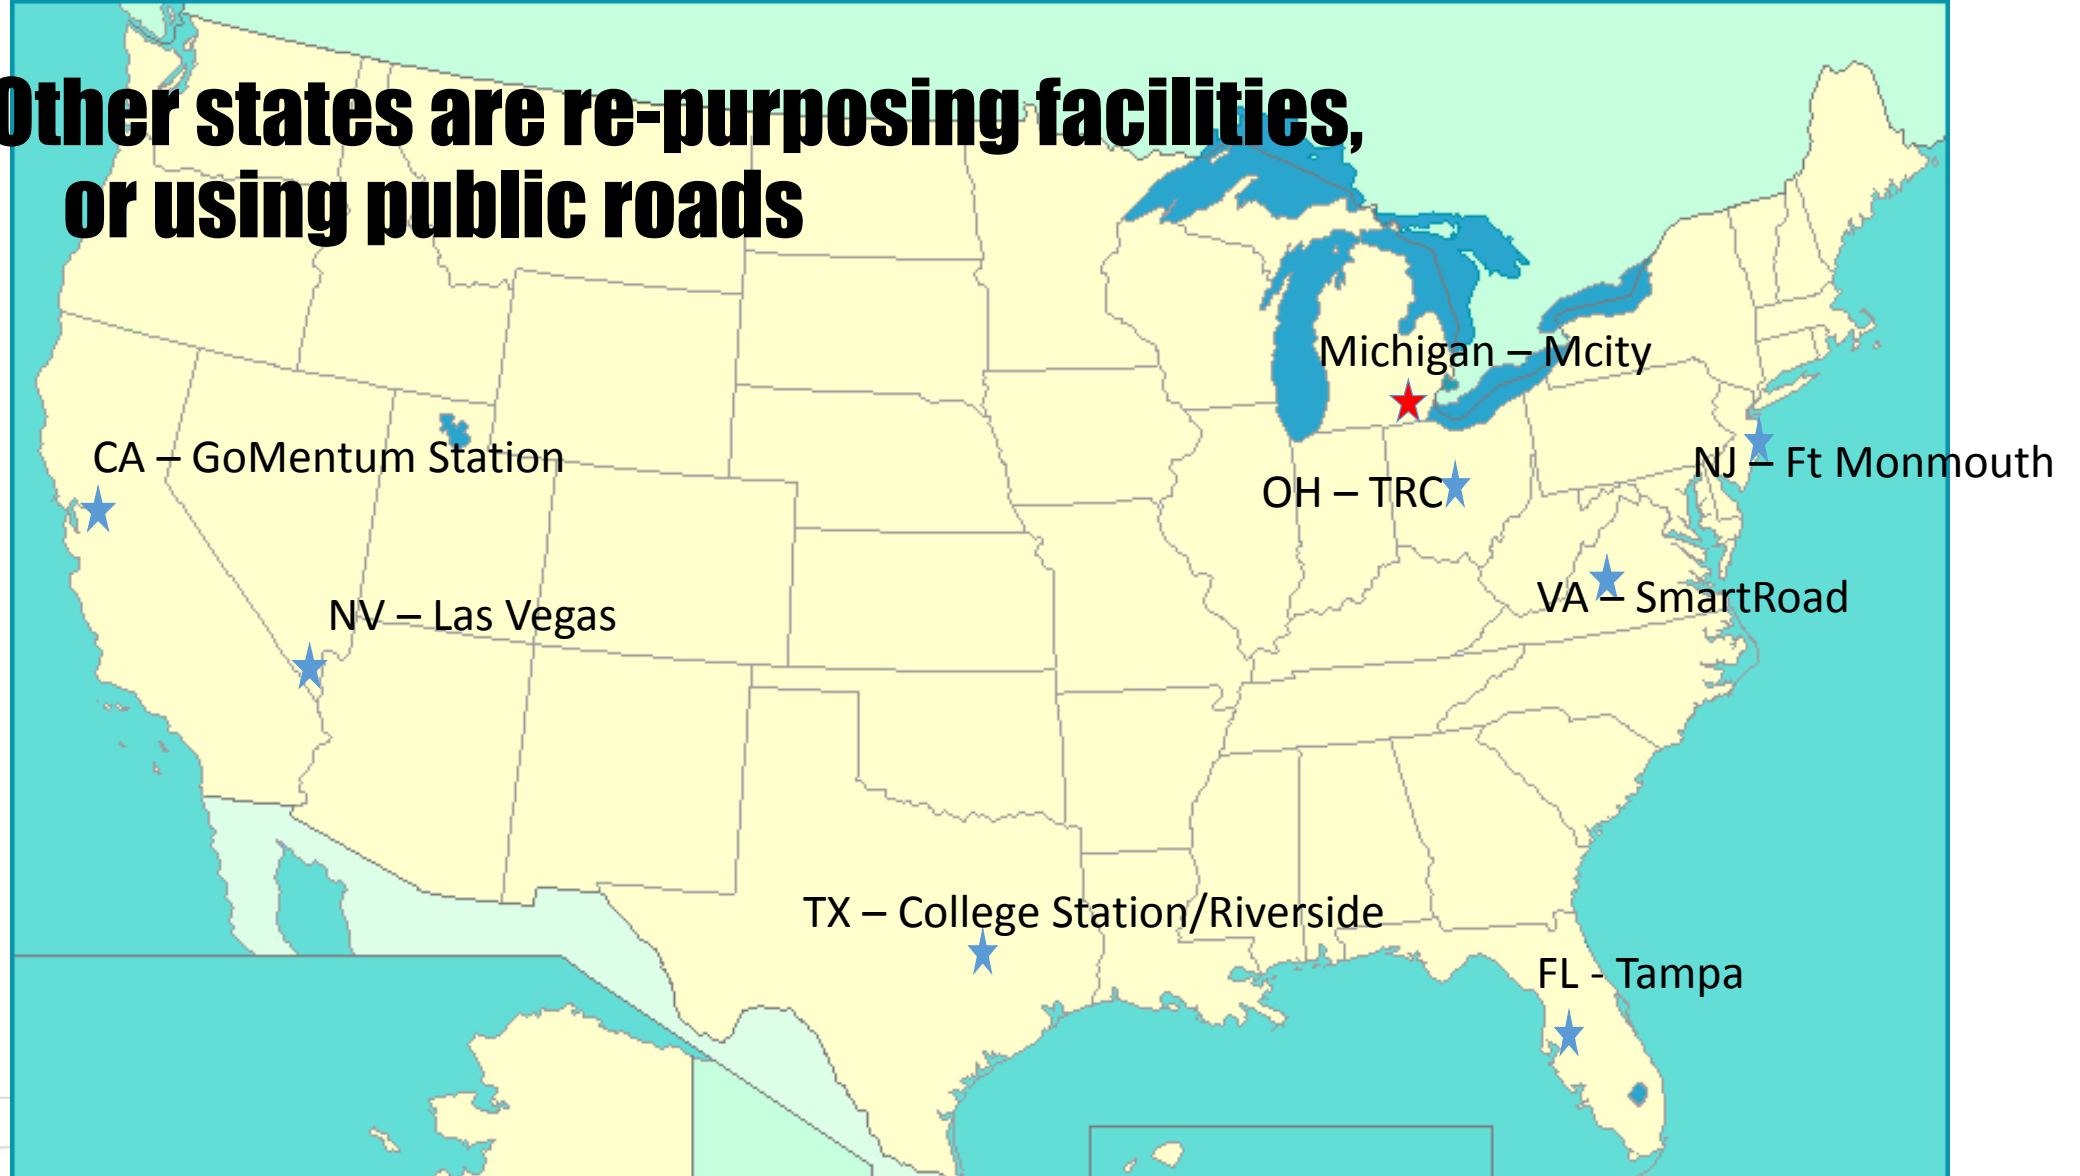 Other states are re-purposing facilities,
or using public roads
Michigan – Mcity
CA – GoMentum Station
NJ – Ft Monmouth
OH – TRC
VA – SmartRoad
NV – Las Vegas
TX – College Station/Riverside
FL - Tampa